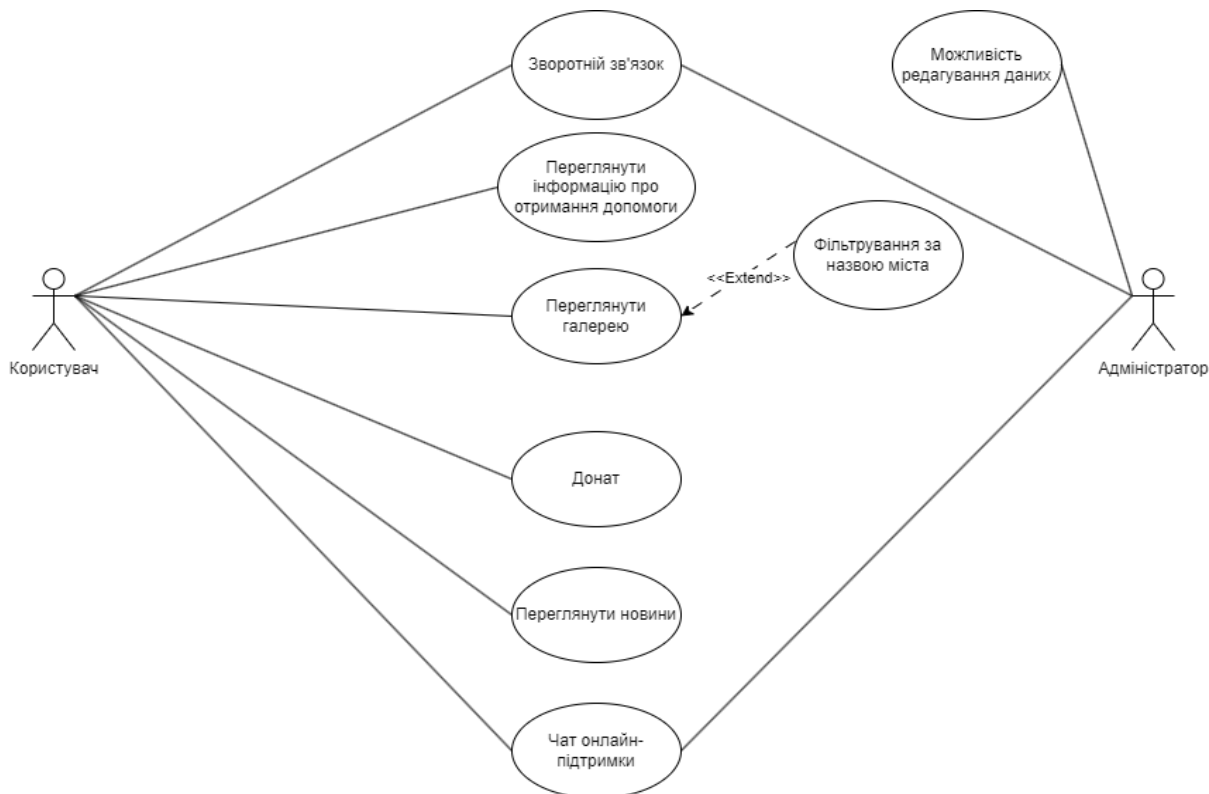 Зворотній зв'язок
Можливість
редагування даних
Переглянути
інформацію про
отримання допомоги
Фільтрування за
назвою міста
<<Extend>>
Переглянути
галерею
Користувач
Адміністратор
Донат
Переглянути новини
Чат онлайн-
підтримки